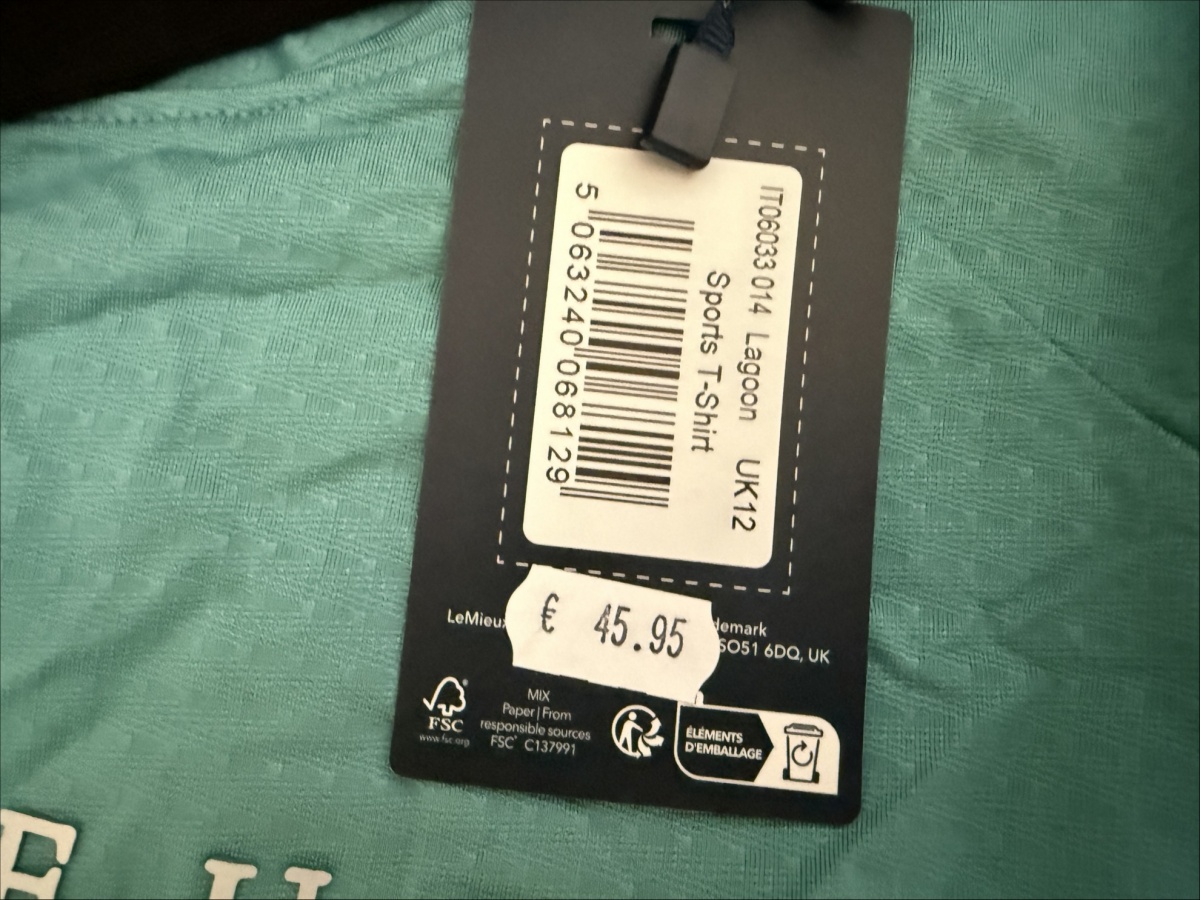 IT06033 014 Lagoon UK12
Sports T-Shirt
5 063240 068129
€ 45.95
LeMieux
SO51 6DQ, UK
FSC®
www.fsc.org
MIX
Paper | From
responsible sources
FSC® C137991
ÉLÉMENTS
D'EMBALLAGE